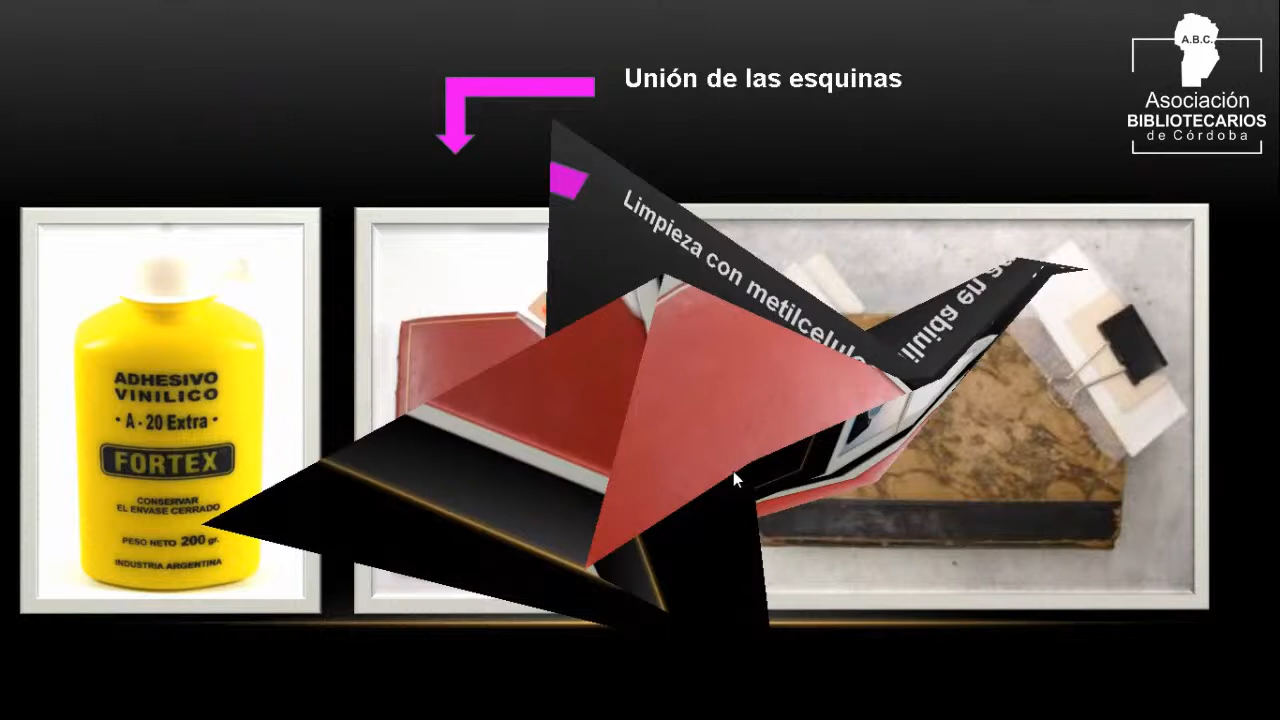 Unión de las esquinas
A.B.C.
Asociación
BIBLIOTECARIOS
de Córdoba
Limpieza con
en
ADHESIVO
VINILICO
· A - 20 Extra ·
FORTEX
CONSERVAR
EL ENVASE CERRADO
PESO NETO 200 gr.
INDUSTRIA ARGENTINA